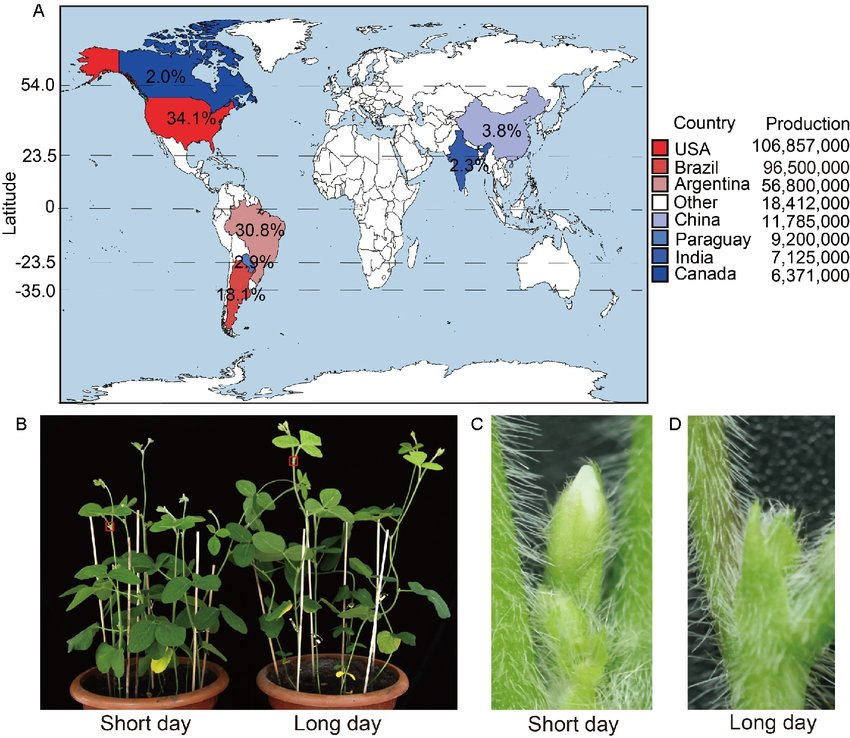 A
54.0
23.5
0
-23.5
-35.0
Latitude
2.0%
34.1%
3.8%
2.3%
30.8%
2.9%
18.1%
Country Production
USA 106,857,000
Brazil 96,500,000
Argentina 56,800,000
Other 18,412,000
China 11,785,000
Paraguay 9,200,000
India 7,125,000
Canada 6,371,000
B
Short day Long day
C
Short day
D
Long day